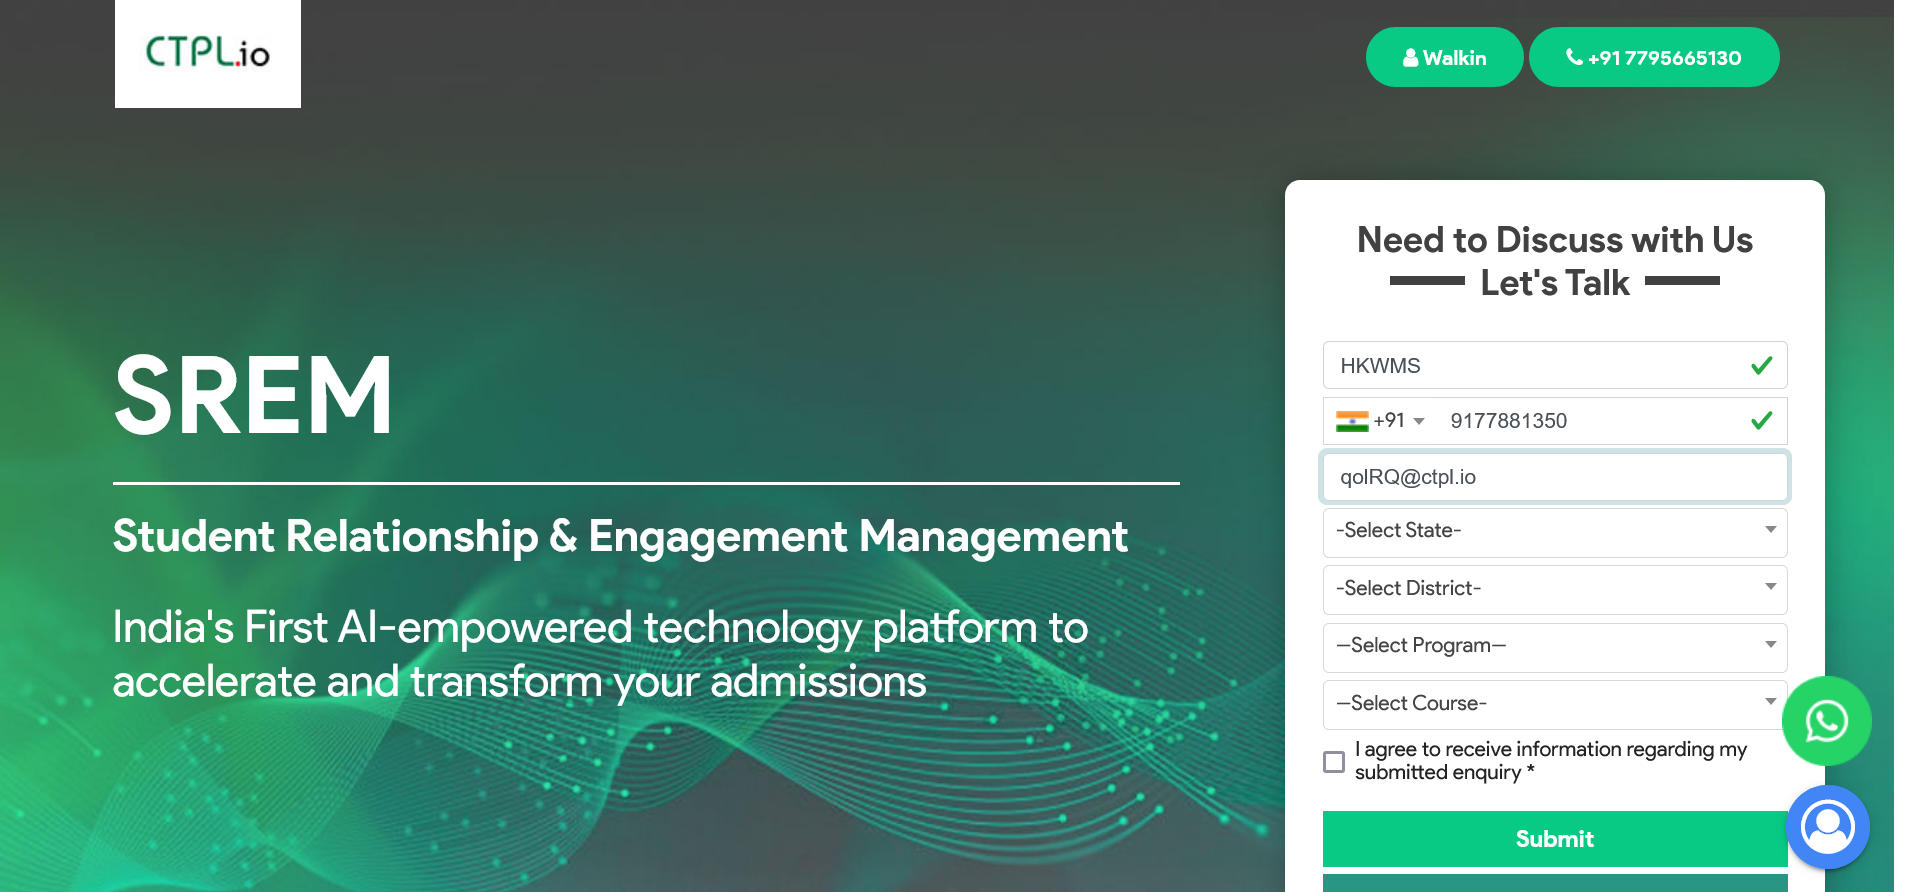 CTPL.io
Walkin
+91 7795665130
SREM
Student Relationship & Engagement Management
India's First AI-empowered technology platform to
accelerate and transform your admissions
Need to Discuss with Us
Let's Talk
HKWMS
+91
9177881350
qolRQ@ctpl.io
-Select State-
-Select District-
—Select Program—
—Select Course-
I agree to receive information regarding my
submitted enquiry *
Submit